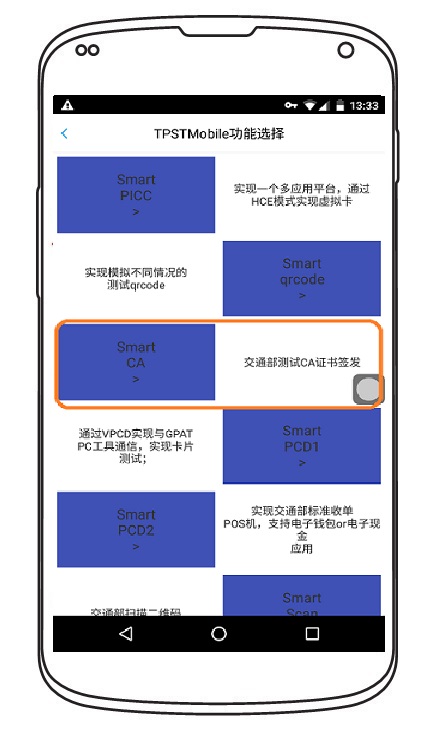 13:33
TPSTMobile功能选择
Smart
PICC
>
实现一个多应用平台，通过
HCE模式实现虚拟卡
实现模拟不同情况的
测试qrcode
Smart
qrcode
>
Smart
CA
>
交通部测试CA证书签发
通过VPCD实现与GPAT
PC工具通信，实现卡片
测试；
Smart
PCD1
>
Smart
PCD2
>
实现交通部标准收单
POS机，支持电子钱包or电子现
金
应用
交通部扫描二维码
Smart
Scan